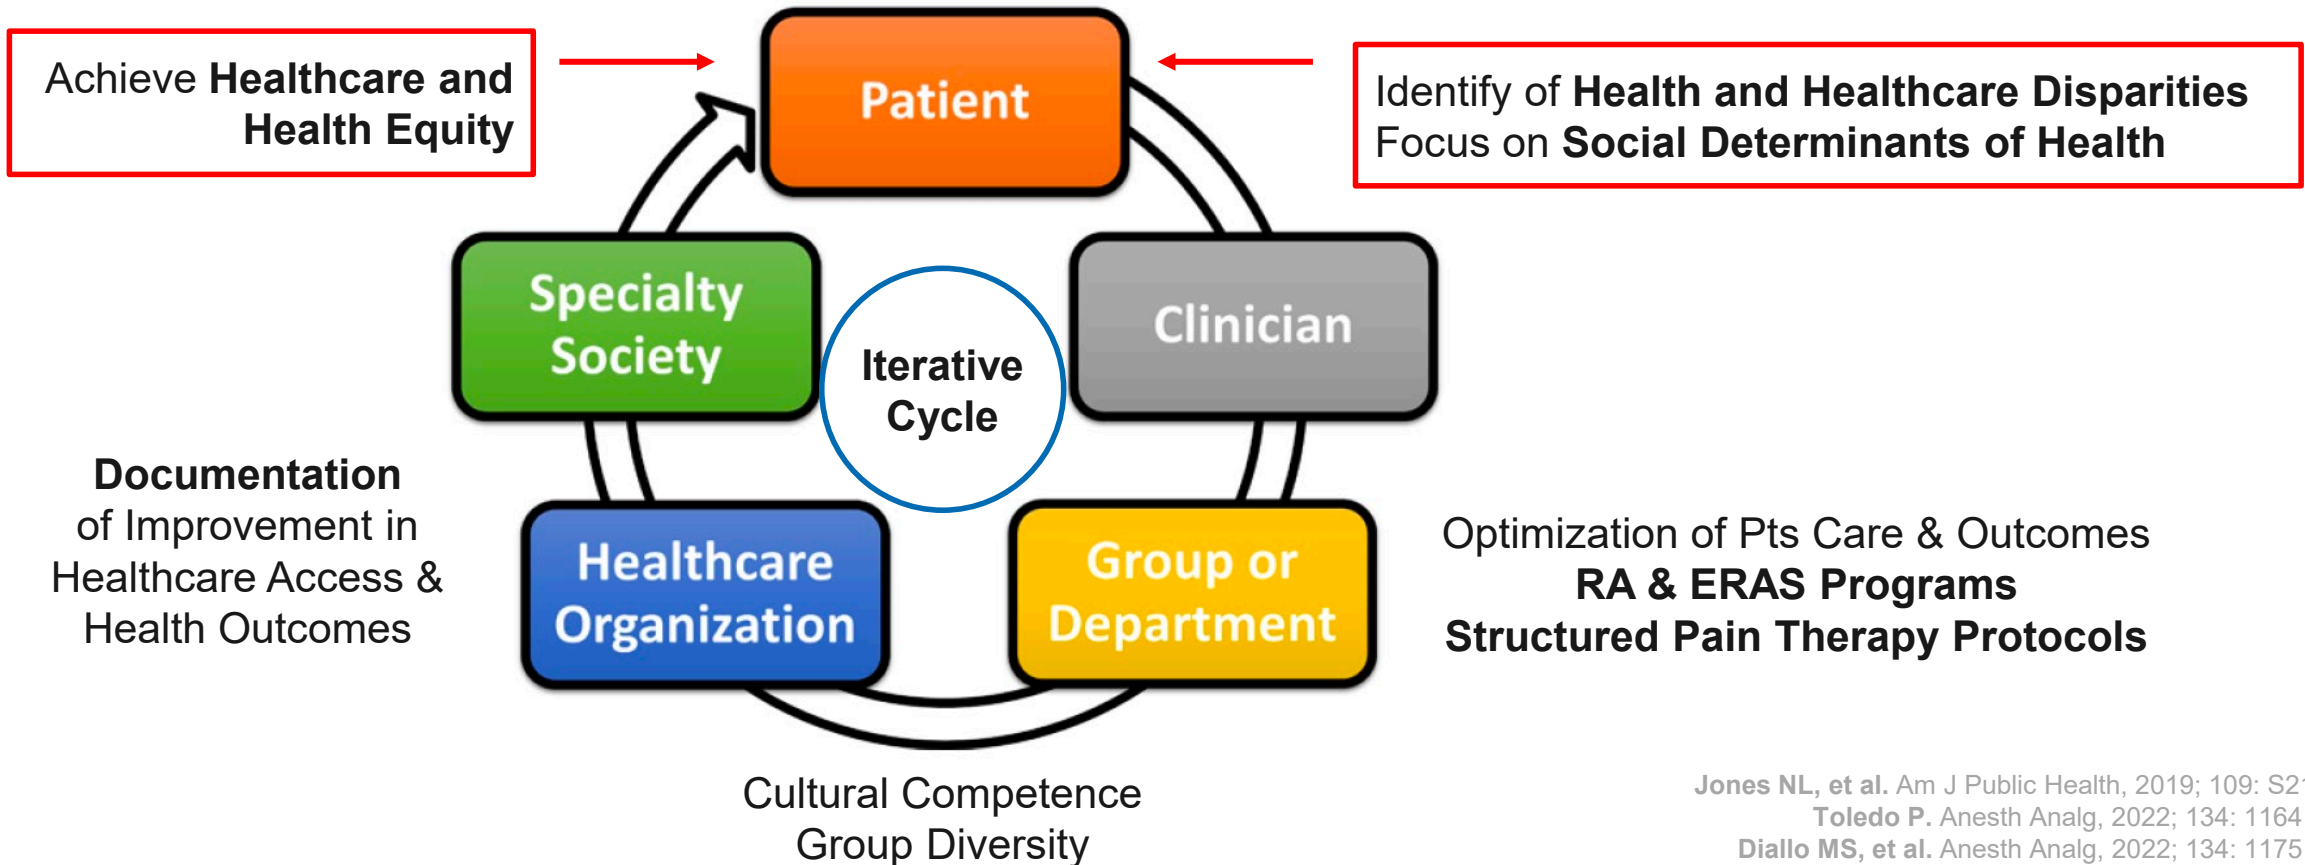 Achieve Healthcare and
Health Equity
Patient
Identify of Health and Healthcare Disparities
Focus on Social Determinants of Health
Specialty
Society
Iterative
Cycle
Clinician
Documentation
of Improvement in
Healthcare Access &
Health Outcomes
Healthcare
Organization
Group or
Department
Optimization of Pts Care & Outcomes
RA & ERAS Programs
Structured Pain Therapy Protocols
Cultural Competence
Group Diversity
Jones NL, et al. Am J Public Health, 2019; 109:
Toledo P. Anesth Analg, 2022; 134: 1164
Diallo MS, et al. Anesth Analg, 2022; 134: 1175